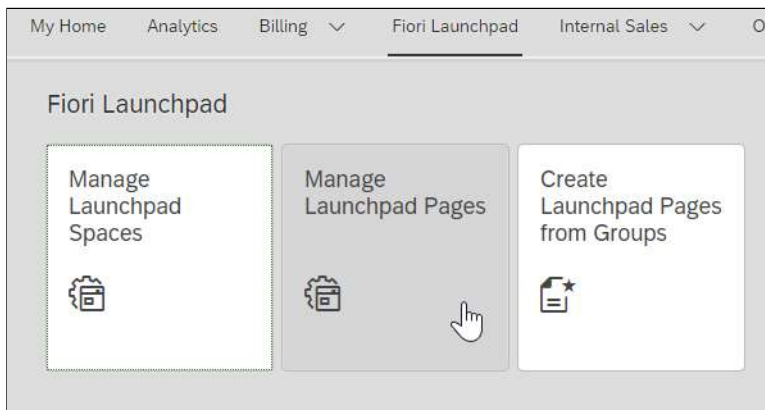 My Home Analytics Billing Fiori Launchpad Internal Sales
Fiori Launchpad
Manage
Launchpad
Spaces
Manage
Launchpad Pages
Create
Launchpad Pages
from Groups